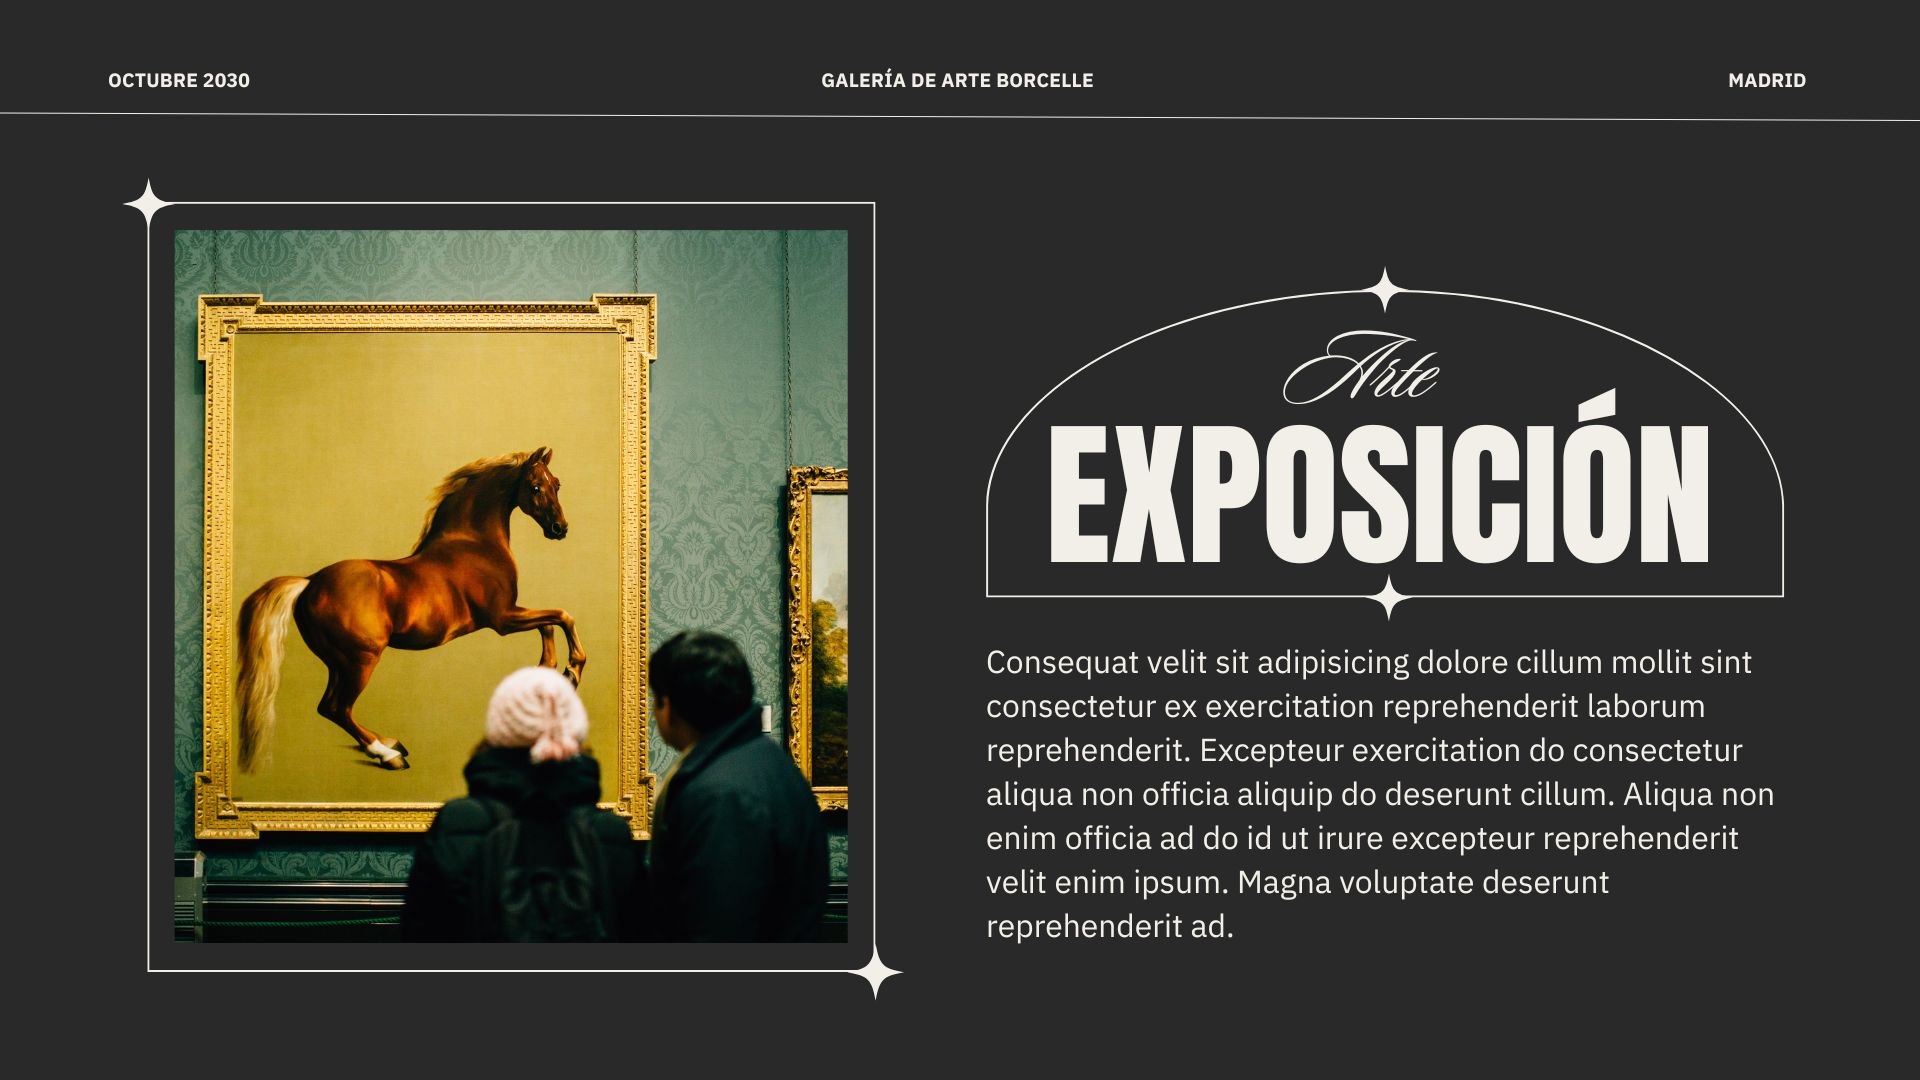 OCTUBRE 2030
GALERÍA DE ARTE BORCELLE
MADRID
Arte
EXPOSICIÓN
Consequat velit sit adipisicing dolore cillum mollit sint
consectetur ex exercitation reprehenderit laborum
reprehenderit. Excepteur exercitation do consectetur
aliqua non officia aliquip do deserunt cillum. Aliqua non
enim officia ad do id ut irure excepteur reprehenderit
velit enim ipsum. Magna voluptate deserunt
reprehenderit ad.